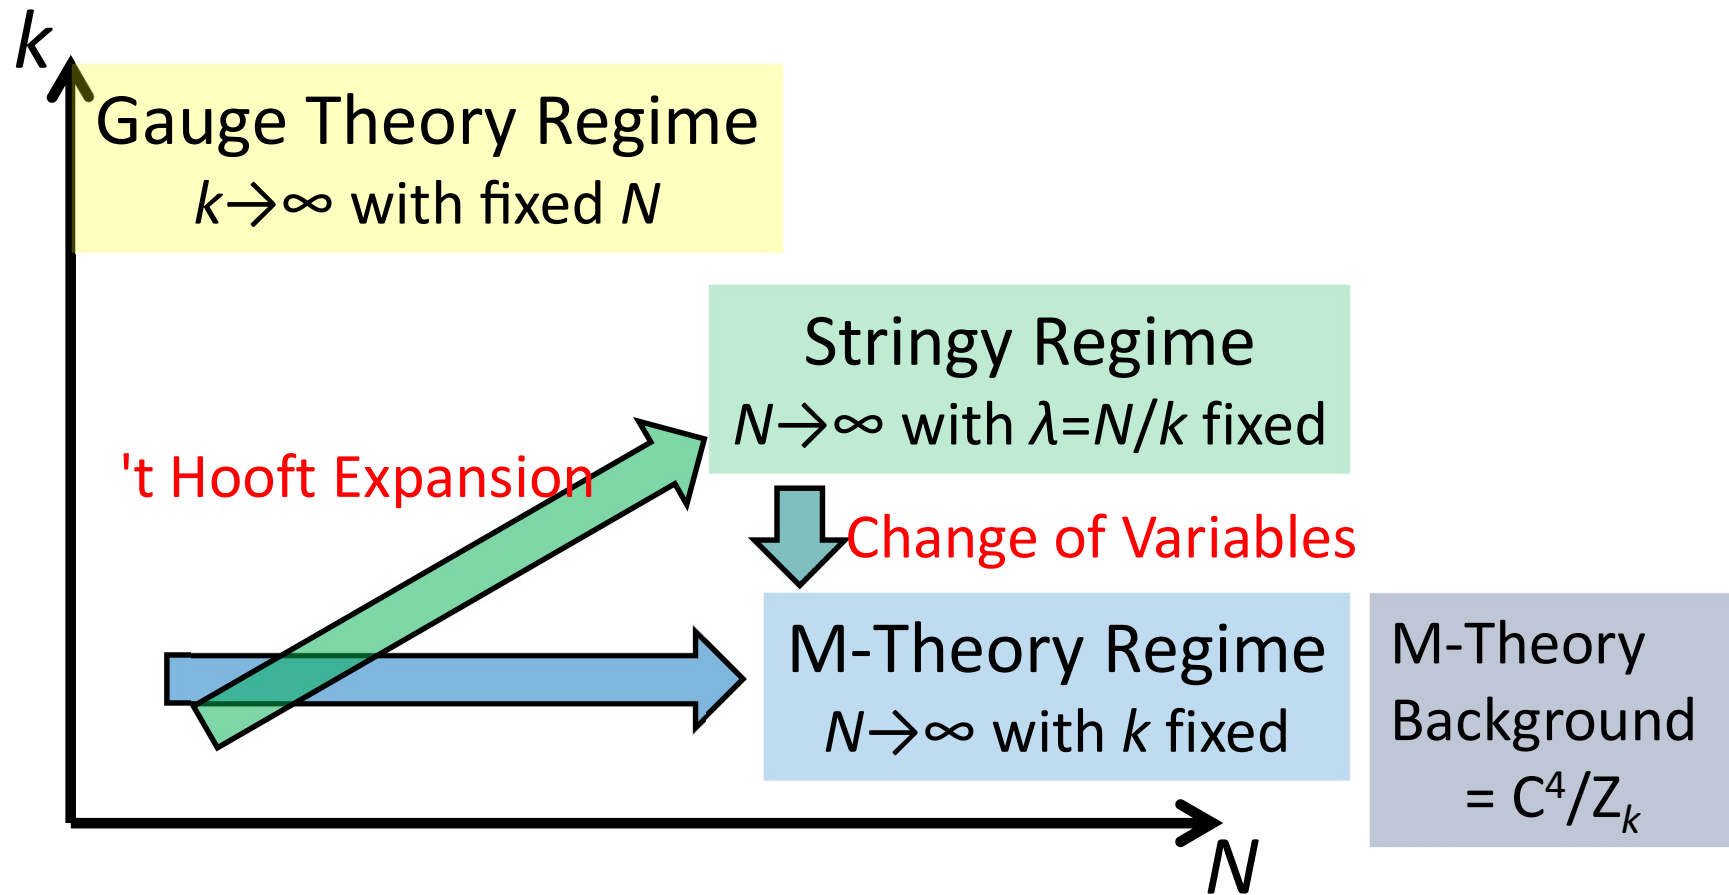 k
Gauge Theory Regime
k→∞ with fixed N
Stringy Regime
N→∞ with λ=N/k fixed
't Hooft Expansion
Change of Variables
M-Theory Regime
N→∞ with k fixed
M-Theory
Background
= C⁴/Zₖ
N